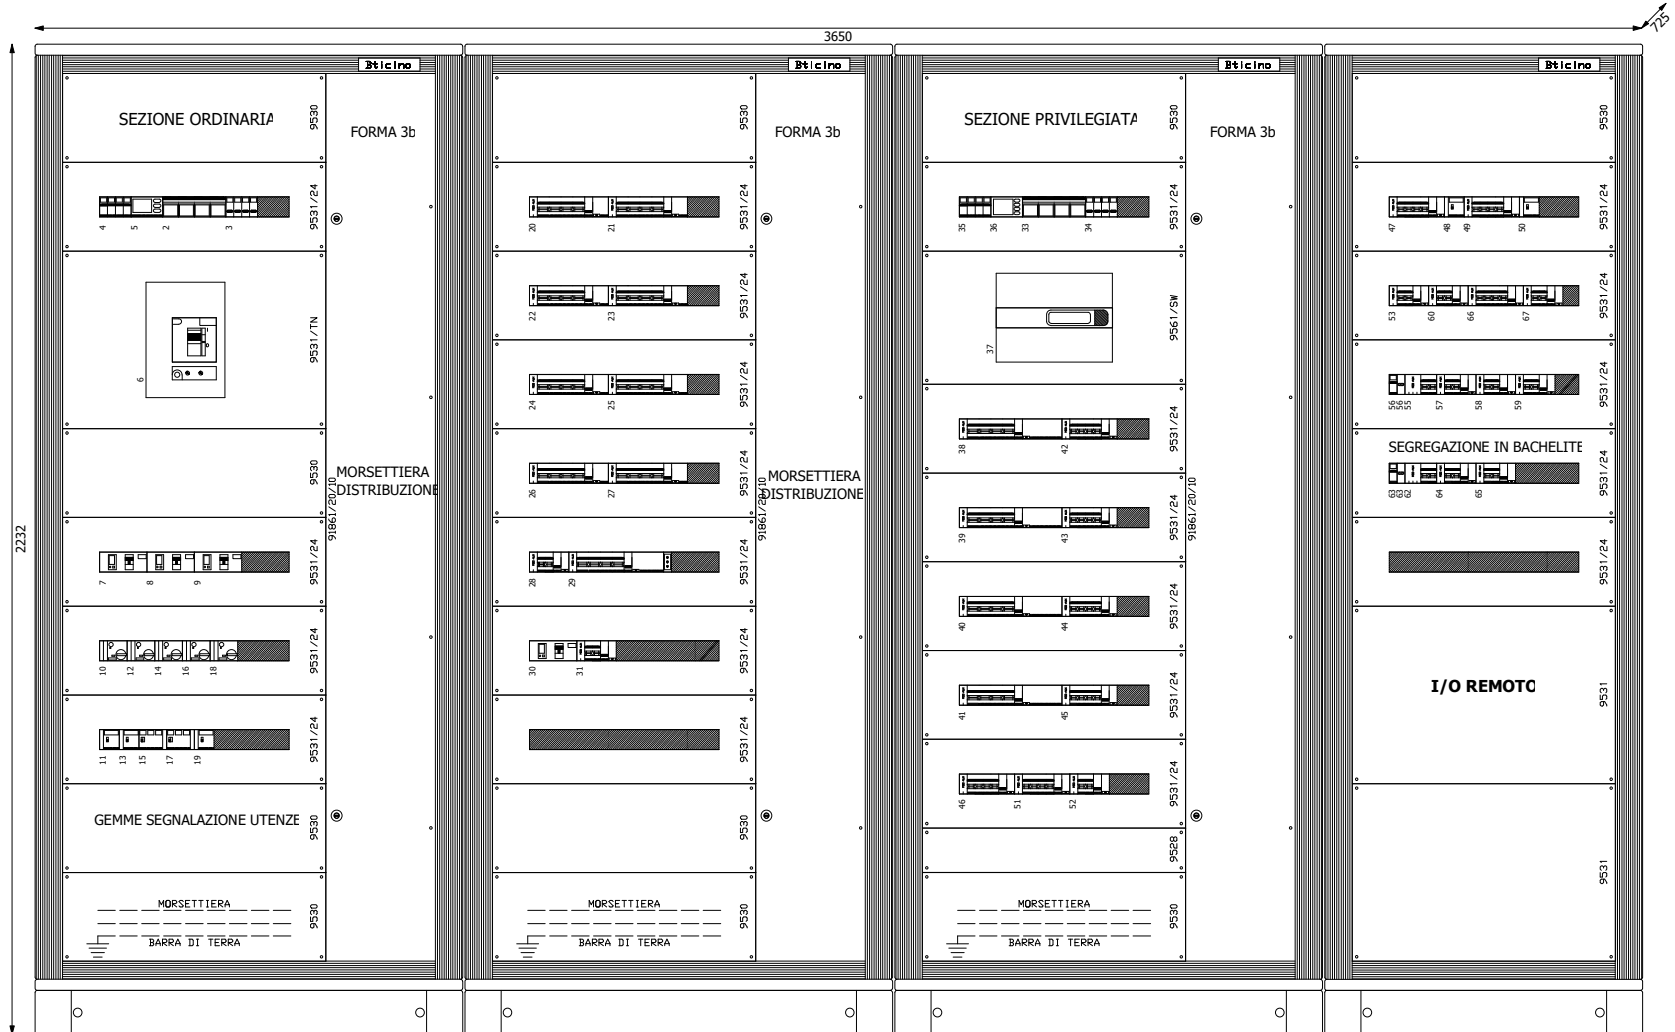 3650
725
2232
Bticino
SEZIONE ORDINARIA
9530
FORMA 3b
4 5 2 3
9531/24
6
9531/TN
9530
MORSETTIERA
DISTRIBUZIONE
91861/20/10
7 8 9
9531/24
10 12 14 16 18
9531/24
11 13 15 17 19
9531/24
GEMME SEGNALAZIONE UTENZE
9530
MORSETTIERA
BARRA DI TERRA
9530
Bticino
9530
FORMA 3b
20 21
9531/24
22 23
9531/24
24 25
9531/24
26 27
9531/24
MORSETTIERA
DISTRIBUZIONE
91861/20/10
28 29
9531/24
30 31
9531/24
9531/24
9530
MORSETTIERA
BARRA DI TERRA
9530
Bticino
SEZIONE PRIVILEGIATA
9530
FORMA 3b
35 36 33 34
9531/24
37
9561/SW
38 42
9531/24
39 43
9531/24
91861/20/10
40 44
9531/24
41 45
9531/24
46 51 52
9531/24
9528
MORSETTIERA
BARRA DI TERRA
9530
Bticino
9530
47 48 49 50
9531/24
53 60 66 67
9531/24
56 56 55 57 58 59
9531/24
SEGREGAZIONE IN BACHELITE
63 63 62 64 65
9531/24
9531/24
I/O REMOTO
9531
9531